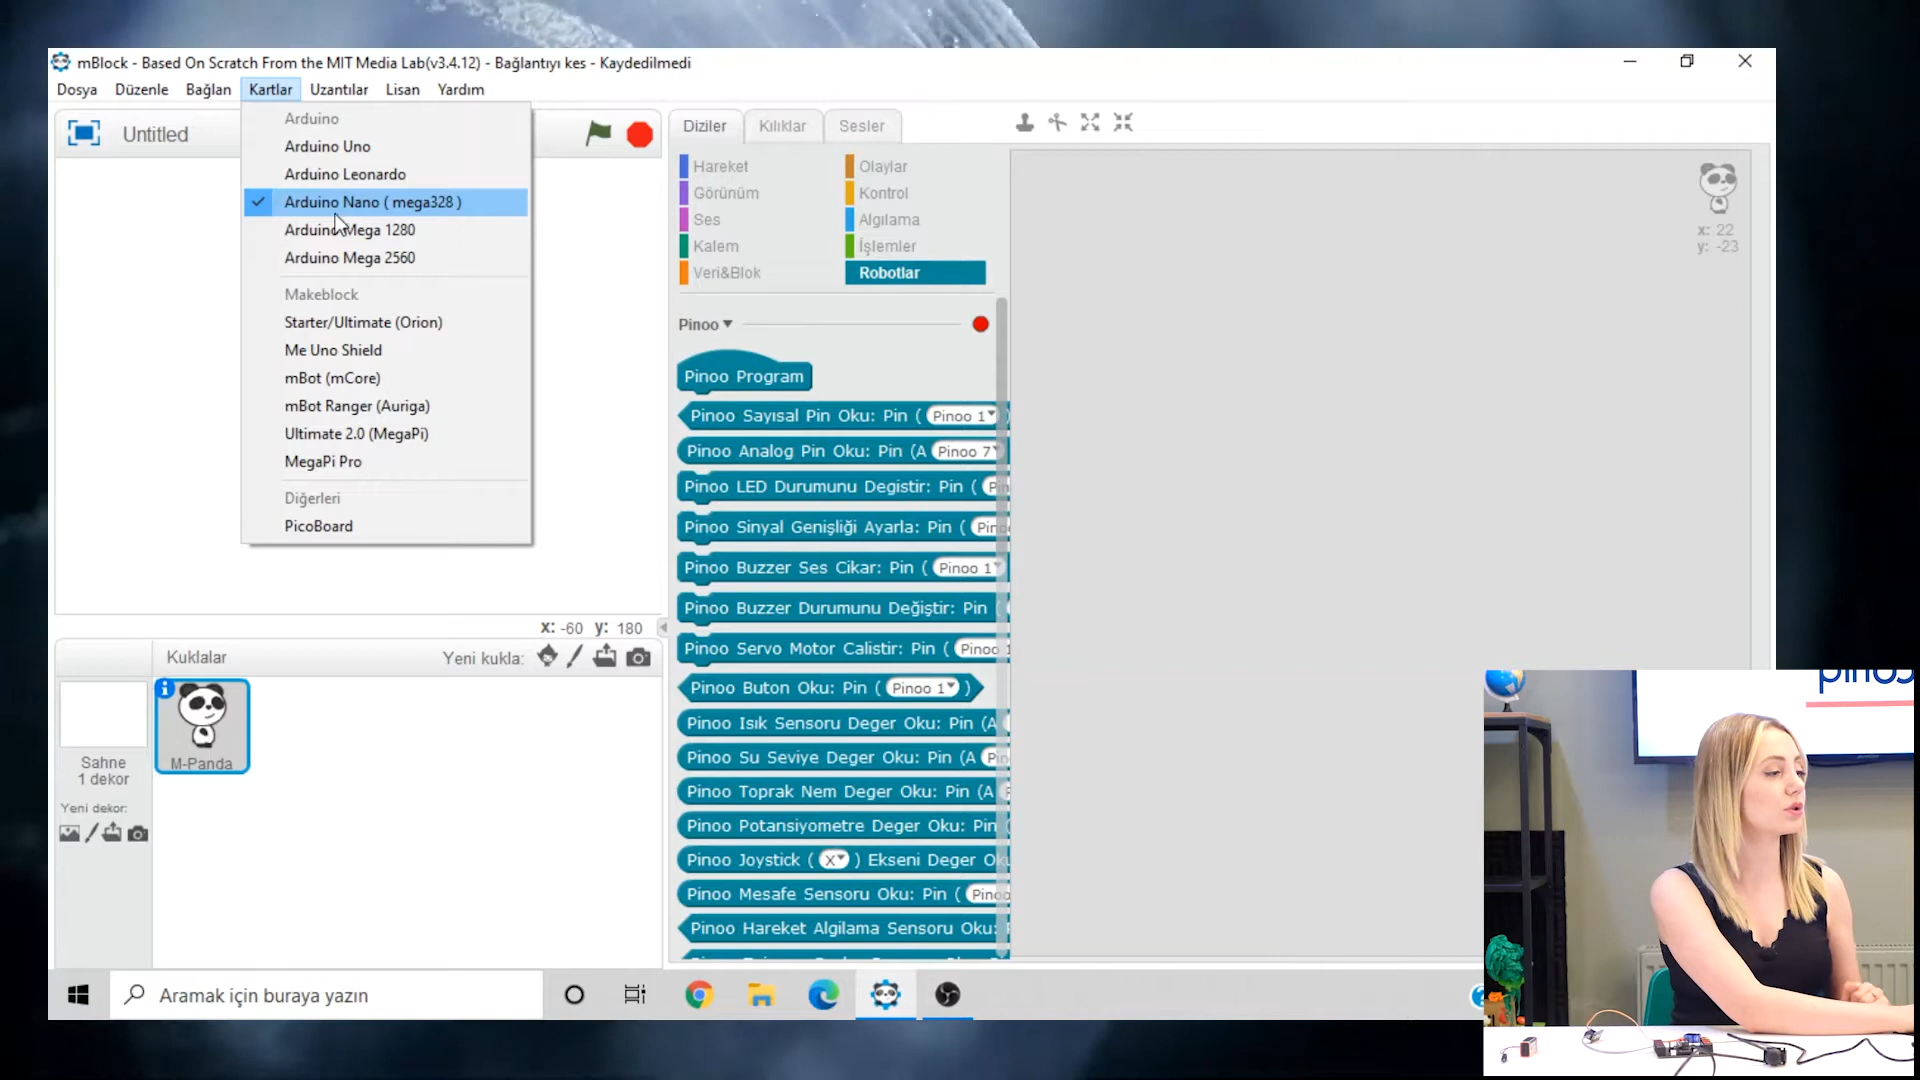 mBlock - Based On Scratch From the MIT Media Lab(v3.4.12) - Bağlantıyı kes - Kaydedilmedi
Dosya Düzenle Bağlan Kartlar Uzantılar Lisan Yardım
Untitled
Arduino
Arduino Uno
Arduino Leonardo
Arduino Nano ( mega328 )
Arduino Mega 1280
Arduino Mega 2560
Makeblock
Starter/Ultimate (Orion)
Me Uno Shield
mBot (mCore)
mBot Ranger (Auriga)
Ultimate 2.0 (MegaPi)
MegaPi Pro
Diğerleri
PicoBoard
x: -60 y: 180
Kuklalar
Yeni kukla:
M-Panda
Sahne
1 dekor
Yeni dekor:
Diziler Kılıklar Sesler
Hareket Olaylar
Görünüm Kontrol
Ses Algılama
Kalem İşlemler
Veri&Blok Robotlar
Pinoo
Pinoo Program
Pinoo Sayısal Pin Oku: Pin ( Pinoo 1
Pinoo Analog Pin Oku: Pin (A Pinoo 7
Pinoo LED Durumunu Degistir: Pin (
Pinoo Sinyal Genişliği Ayarla: Pin (
Pinoo Buzzer Ses Cikar: Pin ( Pinoo 1
Pinoo Buzzer Durumunu Değiştir: Pin
Pinoo Servo Motor Calistir: Pin ( Pinoo
Pinoo Buton Oku: Pin ( Pinoo 1 )
Pinoo Isık Sensoru Deger Oku: Pin (A
Pinoo Su Seviye Deger Oku: Pin (A
Pinoo Toprak Nem Deger Oku: Pin (A
Pinoo Potansiyometre Deger Oku: Pin
Pinoo Joystick ( X ) Ekseni Deger
Pinoo Mesafe Sensoru Oku: Pin (
Pinoo Hareket Algilama Sensoru Oku:
x: 22
y: -23
Aramak için buraya yazın